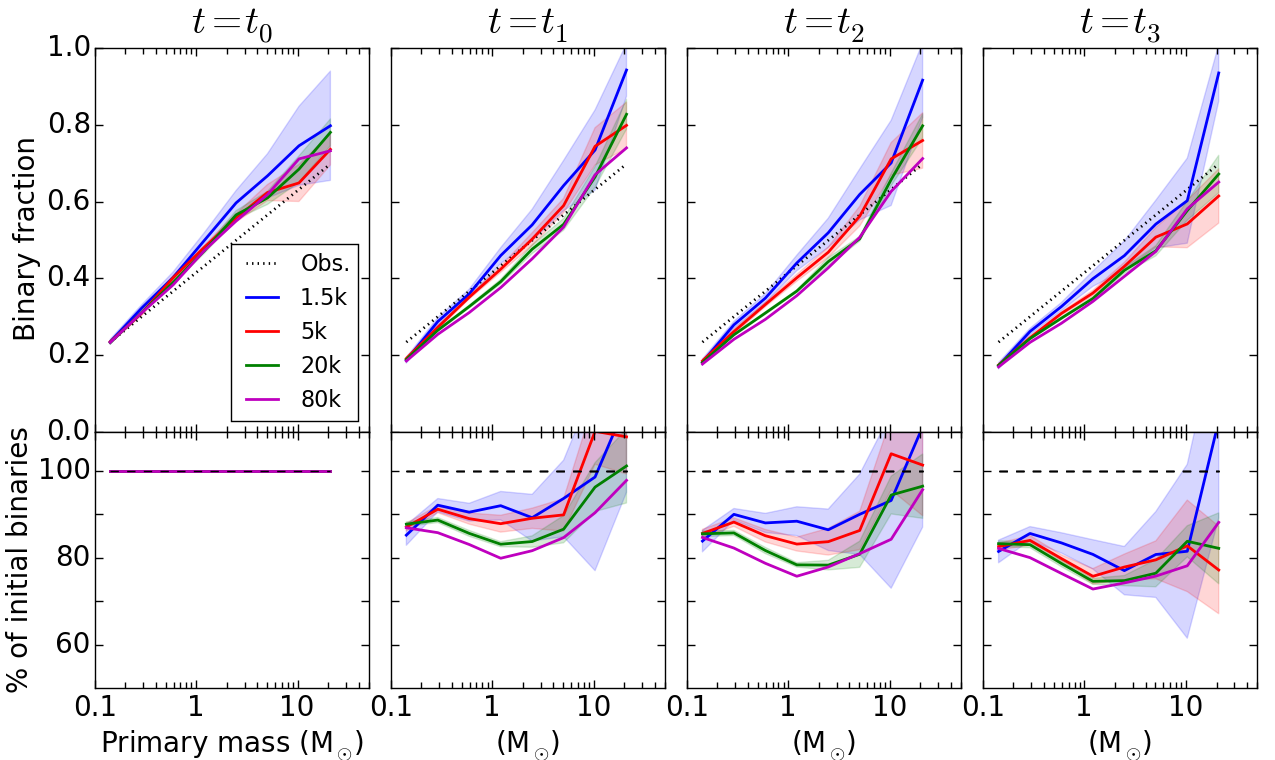 t=t₀ t=t₁ t=t₂ t=t₃
Binary fraction
1.0
0.8
0.6
0.4
0.2
0.0
Obs.
1.5k
5k
20k
80k
% of initial binaries
100
80
60
0.1 1 10 0.1 1 10 0.1 1 10 0.1 1 10
Primary mass (M☉) (M☉) (M☉) (M☉)